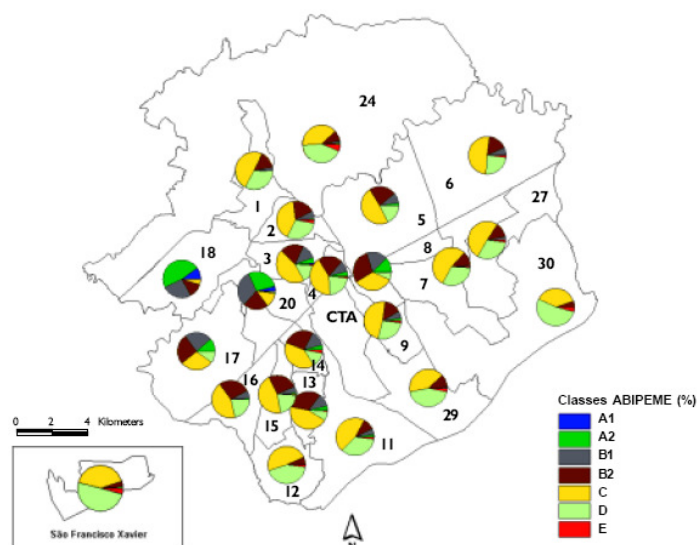 24
6
27
1
5
2
8
18
3
30
4
7
20
CTA
17
9
14
16
13
29
15
11
12
0 2 4 Kilometers
São Francisco Xavier
N
Classes ABIPEME (%)
A1
A2
B1
B2
C
D
E